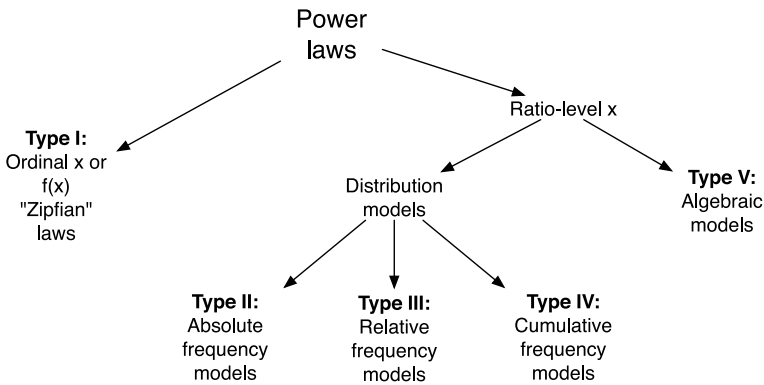 Power
laws
Ratio-level x
Type I:
Ordinal x or
f(x)
"Zipfian"
laws
Distribution
models
Type V:
Algebraic
models
Type II:
Absolute
frequency
models
Type III:
Relative
frequency
models
Type IV:
Cumulative
frequency
models